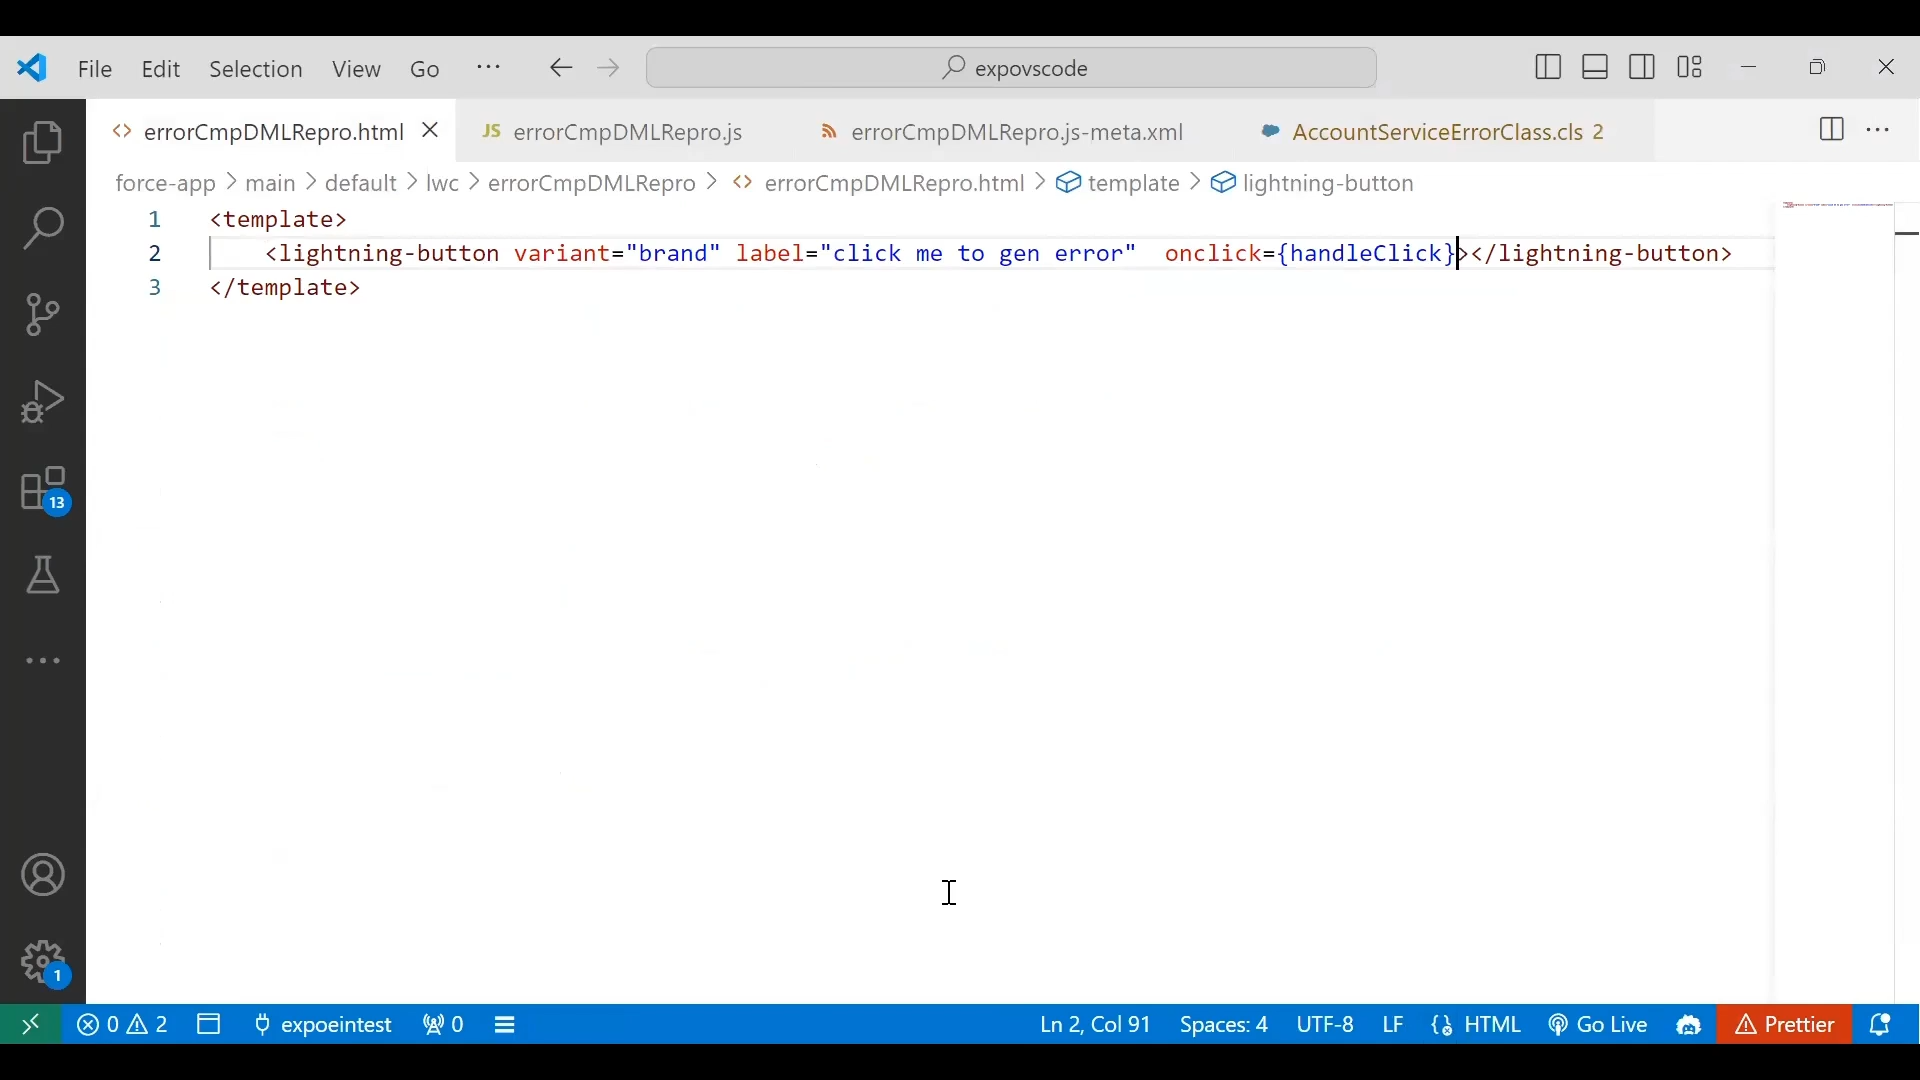 File Edit Selection View Go ··· expovscode
errorCmpDMLRepro.html JS errorCmpDMLRepro.js errorCmpDMLRepro.js-meta.xml AccountServiceErrorClass.cls 2 ···
force-app > main > default > lwc > errorCmpDMLRepro > <> errorCmpDMLRepro.html > template > lightning-button
1 <template>
2 <lightning-button variant="brand" label="click me to gen error"  onclick={handleClick}></lightning-button>
3 </template>
13
1
0 2 expoeintest 0 Ln 2, Col 91 Spaces: 4 UTF-8 LF HTML Go Live Prettier